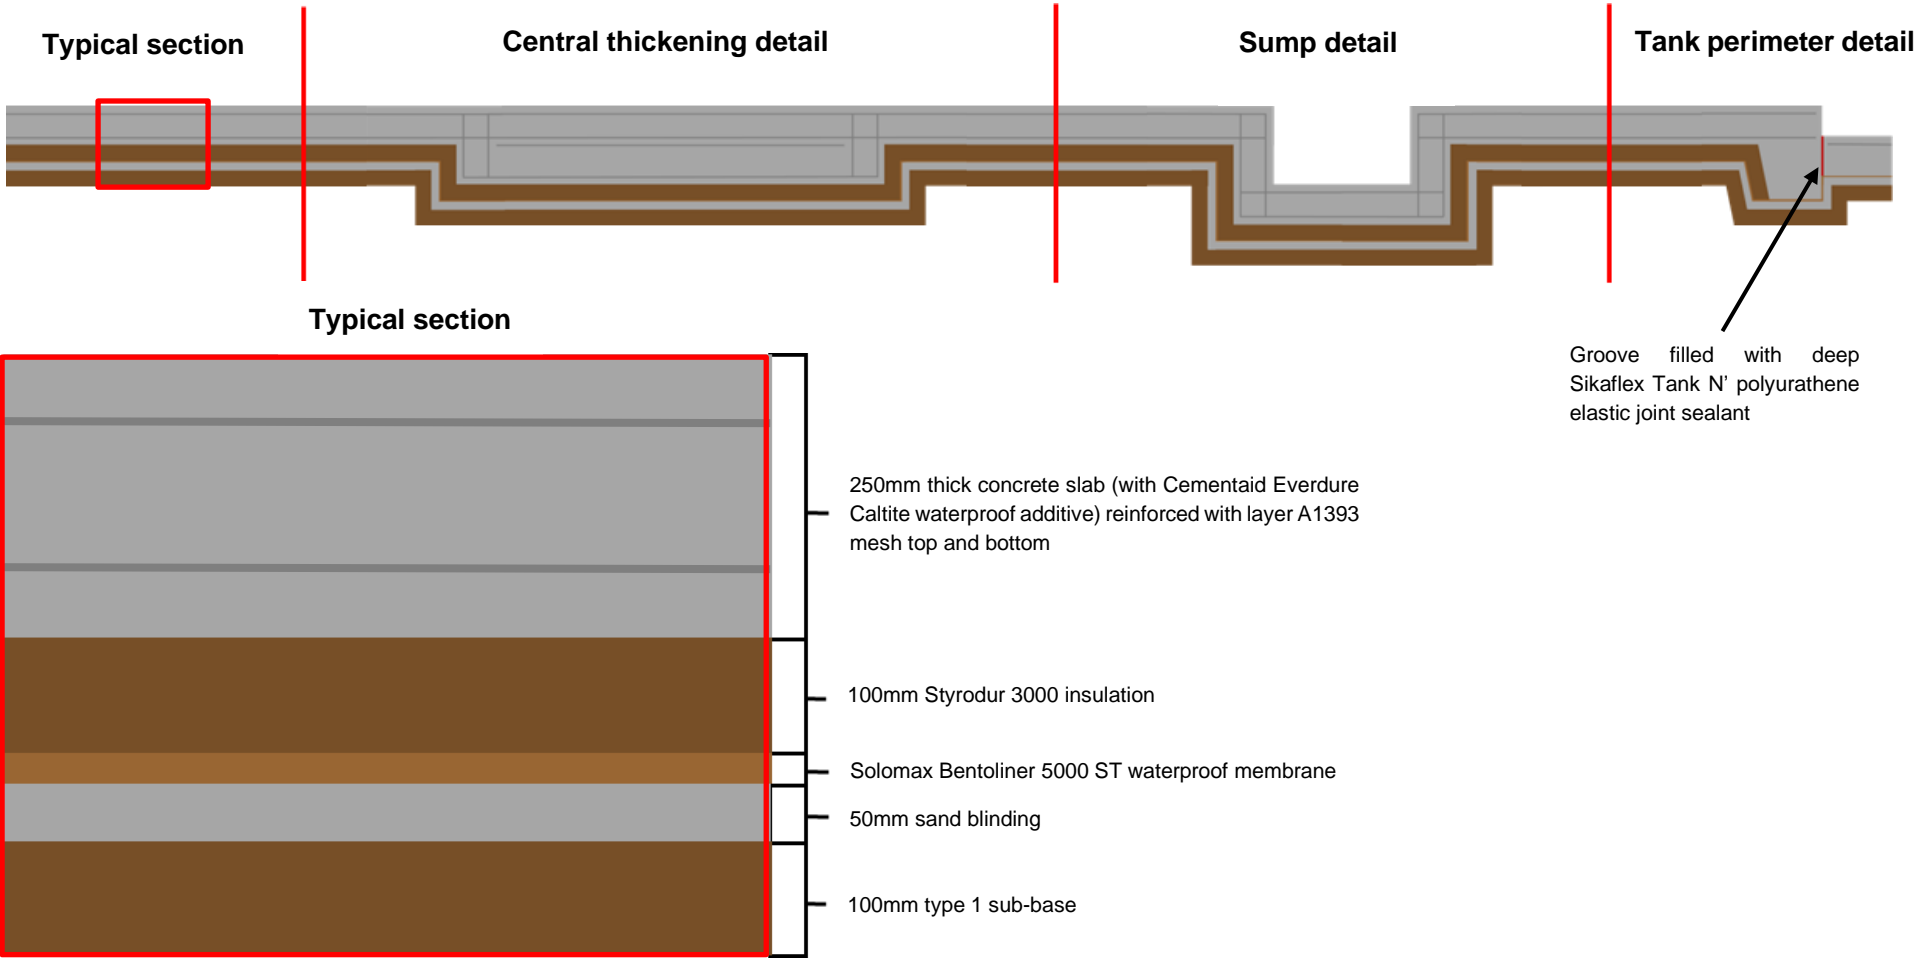 Typical section
Central thickening detail
Sump detail
Tank perimeter detail
Typical section
Groove filled with deep
Sikaflex Tank N’ polyurathene
elastic joint sealant
250mm thick concrete slab (with Cementaid Everdure
Caltite waterproof additive) reinforced with layer A1393
mesh top and bottom
100mm Styrodur 3000 insulation
Solomax Bentoliner 5000 ST waterproof membrane
50mm sand blinding
100mm type 1 sub-base